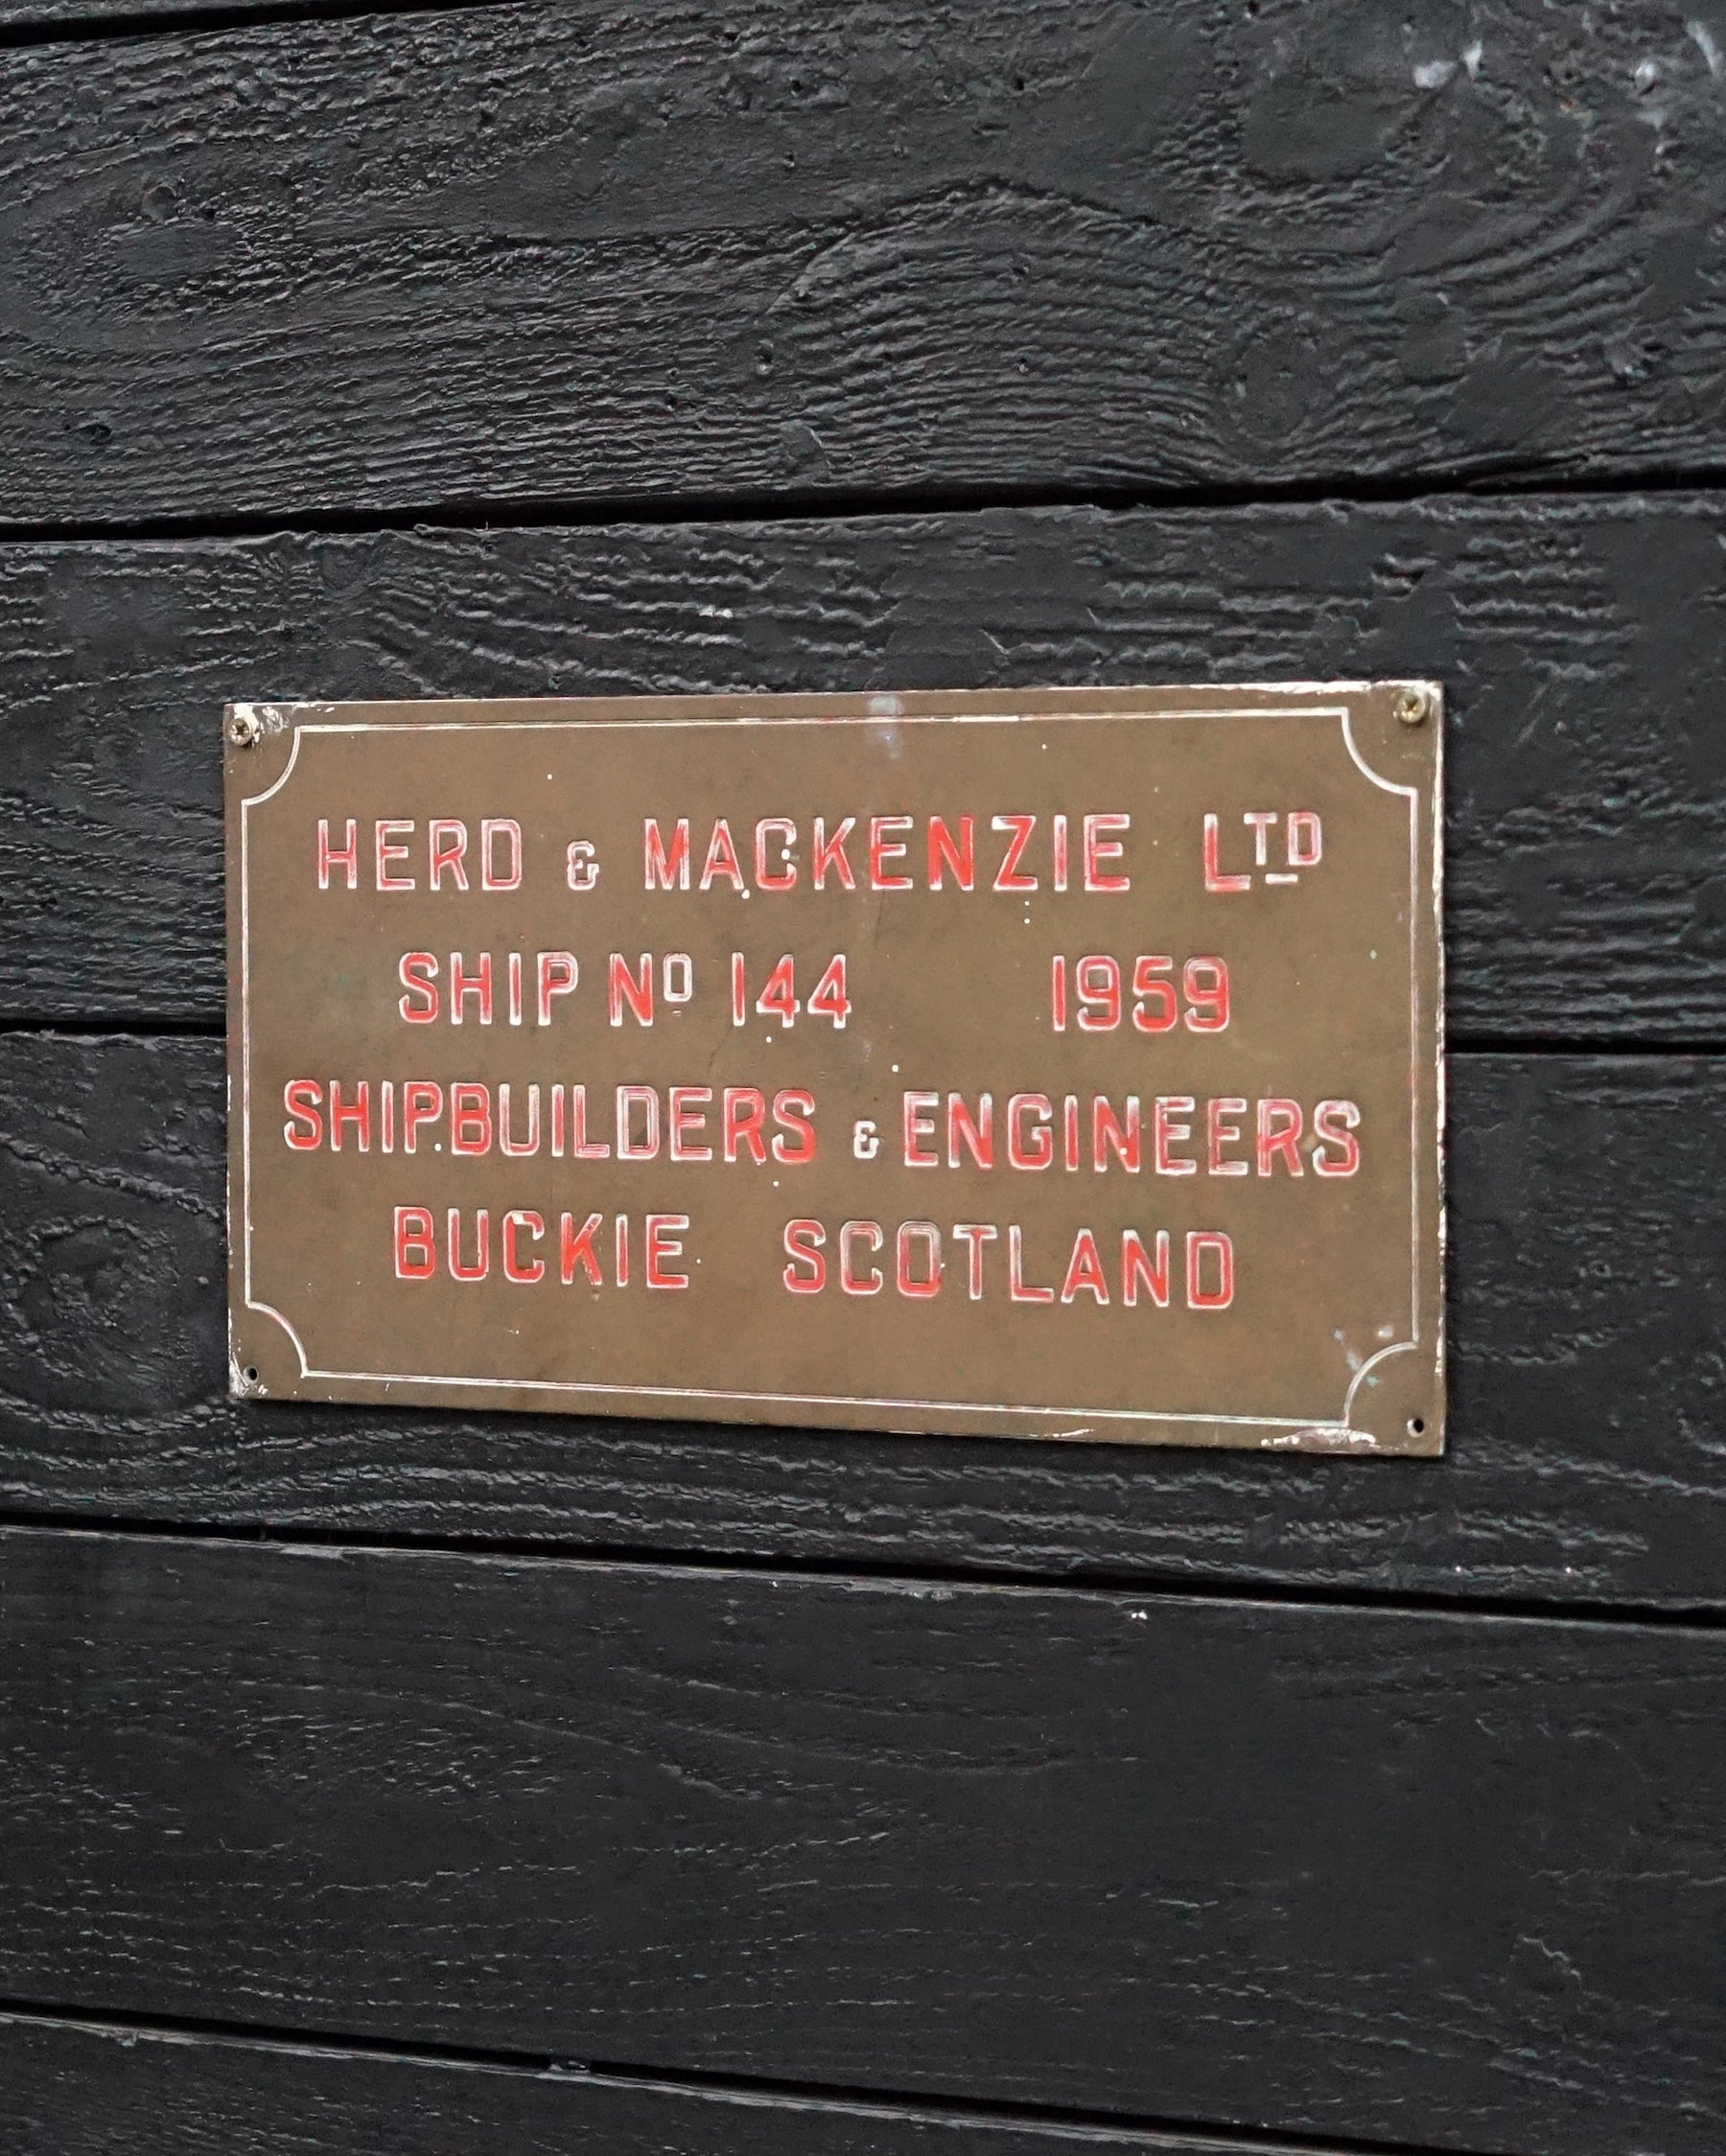 HERD & MACKENZIE LTD
SHIP NO 144 1959
SHIPBUILDERS & ENGINEERS
BUCKIE SCOTLAND